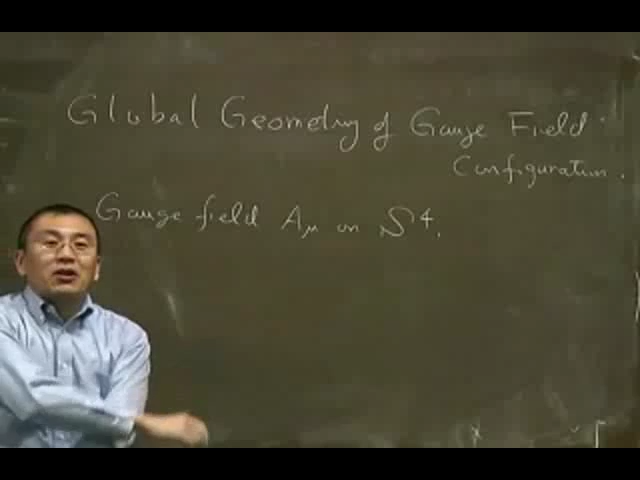 Global Geometry of Gauge Field
Configuration.
Gauge field Aμ on S⁴.